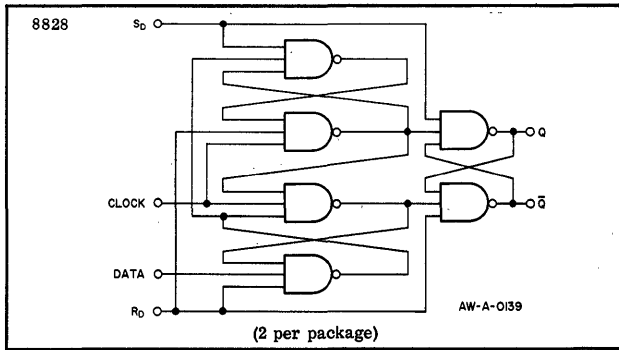 8828
S_D
Q
CLOCK
Q̅
DATA
R_D
AW-A-0139
(2 per package)